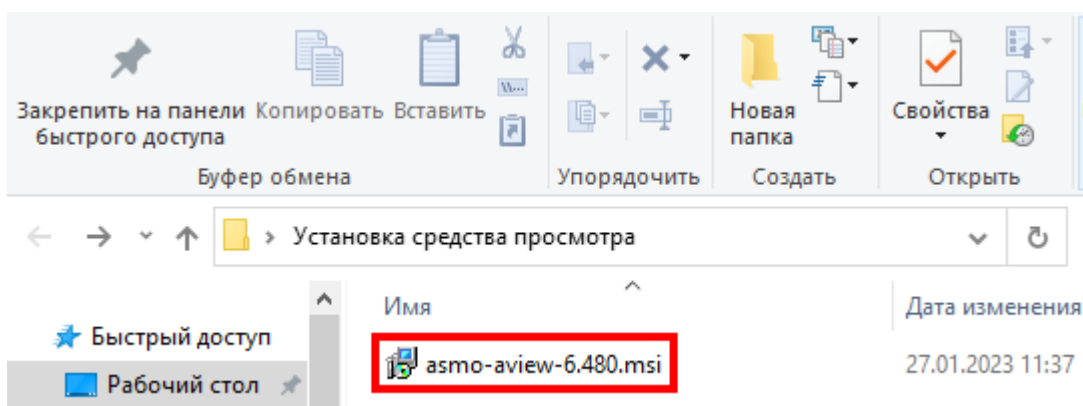 Закрепить на панели
быстрого доступа
Копировать
Вставить
Новая
папка
Свойства
Буфер обмена
Упорядочить
Создать
Открыть
Установка средства просмотра
Имя
Дата изменения
Быстрый доступ
asmo-aview-6.480.msi
27.01.2023 11:37
Рабочий стол